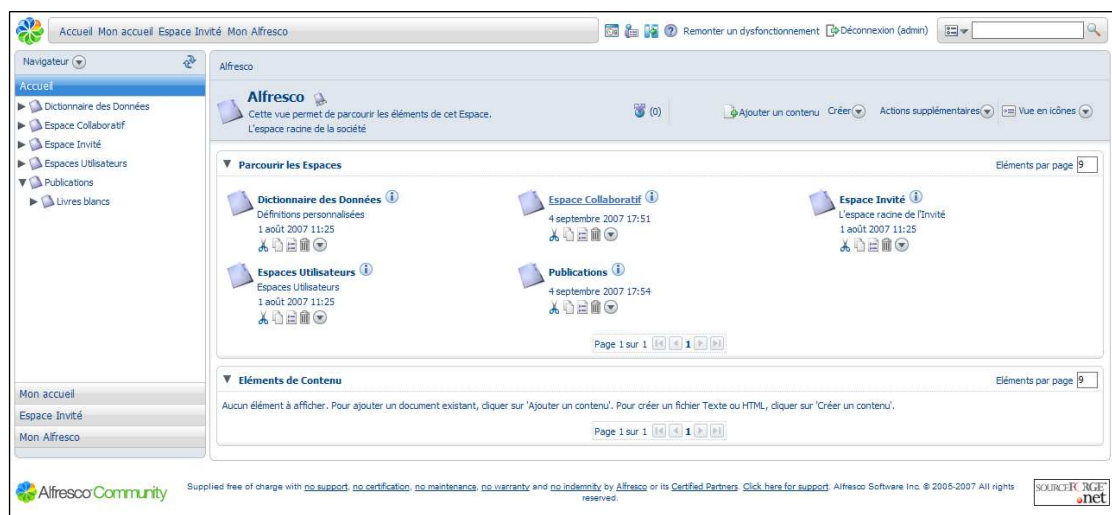 Accueil Mon accueil Espace Invité Mon Alfresco
Remonter un dysfonctionnement Déconnexion (admin)
Navigateur
Accueil
Dictionnaire des Données
Espace Collaboratif
Espace Invité
Espaces Utilisateurs
Publications
Livres blancs
Mon accueil
Espace Invité
Mon Alfresco
Alfresco
Alfresco
Cette vue permet de parcourir les éléments de cet Espace.
L'espace racine de la société
(0)
Ajouter un contenu Créer Actions supplémentaires Vue en icônes
Parcourir les Espaces
Eléments par page 9
Dictionnaire des Données
Définitions personnalisées
1 août 2007 11:25
Espace Collaboratif
4 septembre 2007 17:51
Espace Invité
L'espace racine de l'Invité
1 août 2007 11:25
Espaces Utilisateurs
Espaces Utilisateurs
1 août 2007 11:25
Publications
4 septembre 2007 17:54
Page 1 sur 1 1
Eléments de Contenu
Eléments par page 9
Aucun élément à afficher. Pour ajouter un document existant, cliquer sur 'Ajouter un contenu'. Pour créer un fichier Texte ou HTML, cliquer sur 'Créer un contenu'.
Page 1 sur 1 1
Alfresco Community
Supplied free of charge with no support, no certification, no maintenance, no warranty and no indemnity by Alfresco or its Certified Partners. Click here for support. Alfresco Software Inc. © 2005-2007 All rights
reserved.
SOURCEFORGE
.net